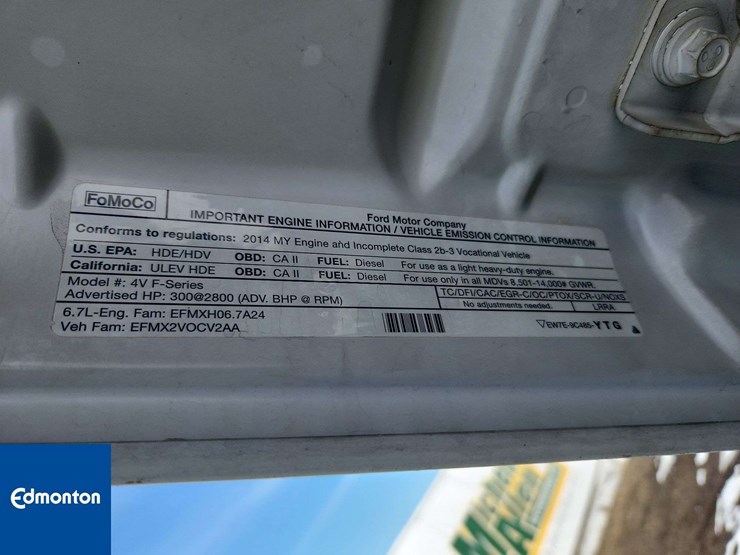 FoMoCo
Ford Motor Company
IMPORTANT ENGINE INFORMATION / VEHICLE EMISSION CONTROL INFORMATION
Conforms to regulations: 2014 MY Engine and Incomplete Class 2b-3 Vocational Vehicle
U.S. EPA: HDE/HDV OBD: CA II FUEL: Diesel For use as a light heavy-duty engine.
California: ULEV HDE OBD: CA II FUEL: Diesel For use only in all MDVs 8,501-14,000# GVWR.
Model #: 4V F-Series TC/DFI/CAC/EGR-C/OC/PTOX/SCR-U/NOXS
Advertised HP: 300@2800 (ADV. BHP @ RPM) No adjustments needed. LRRA
6.7L-Eng. Fam: EFMXH06.7A24
Veh Fam: EFMX2VOCV2AA EW7E-9C485-YTG
Edmonton